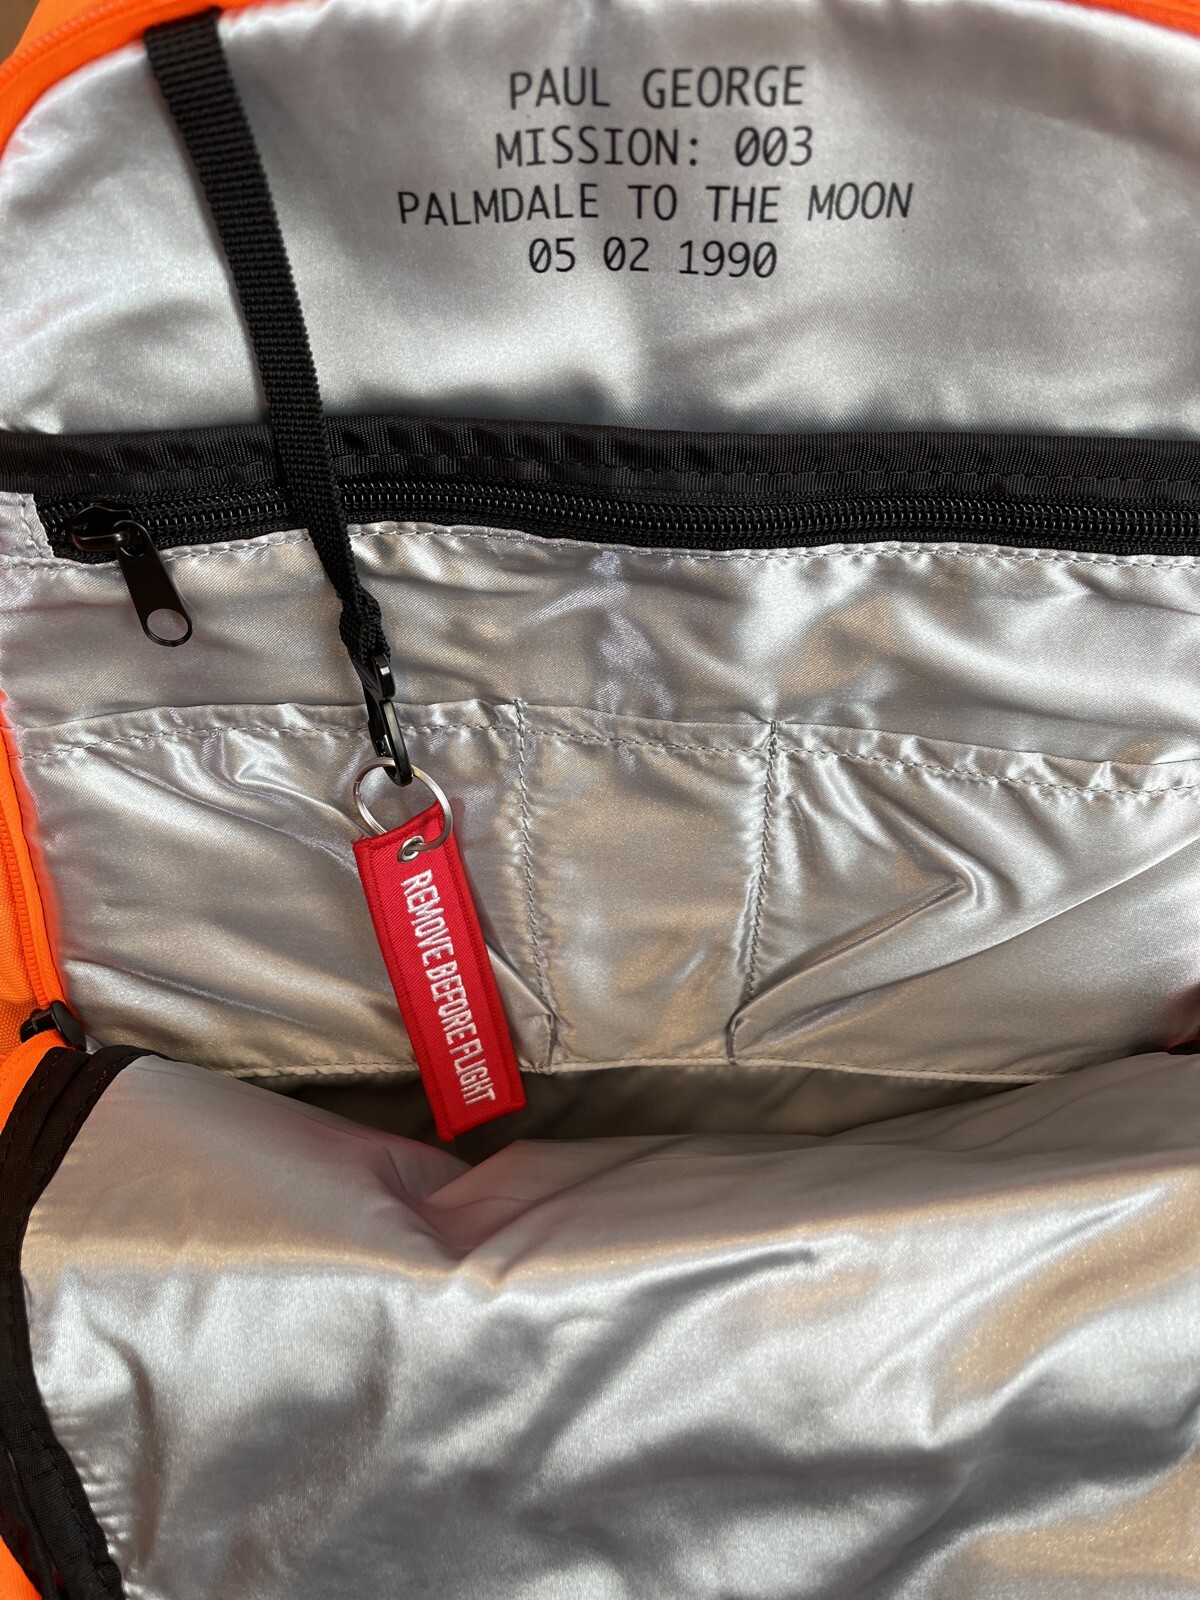 PAUL GEORGE
MISSION: 003
PALMDALE TO THE MOON
05 02 1990
REMOVE BEFORE FLIGHT